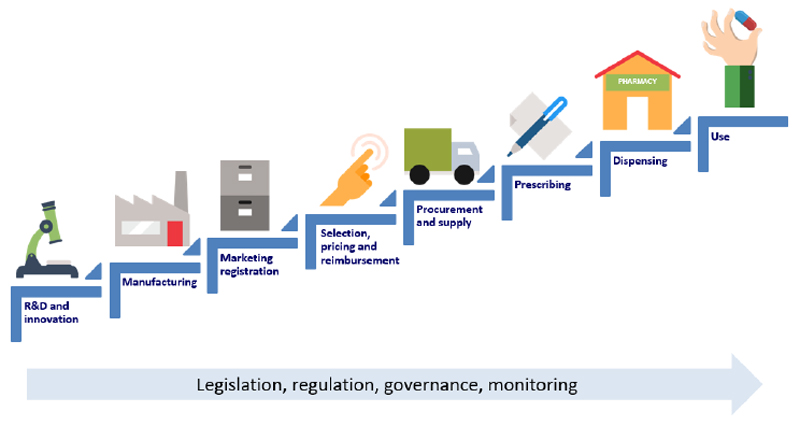 R&D and
innovation
Manufacturing
Marketing
registration
Selection,
pricing and
reimbursement
Procurement
and supply
Prescribing
PHARMACY
Dispensing
Use
Legislation, regulation, governance, monitoring